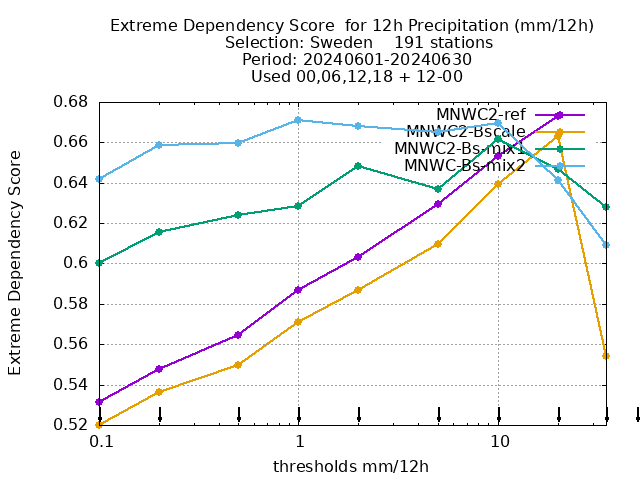 Extreme Dependency Score  for 12h Precipitation (mm/12h)
Selection: Sweden    191 stations
Period: 20240601-20240630
Used 00,06,12,18 + 12-00
MNWC2-ref
MNWC2-Bscale
MNWC2-Bs-mix1
MNWC-Bs-mix2
Extreme Dependency Score
0.68
0.66
0.64
0.62
0.6
0.58
0.56
0.54
0.52
0.1
1
10
thresholds mm/12h